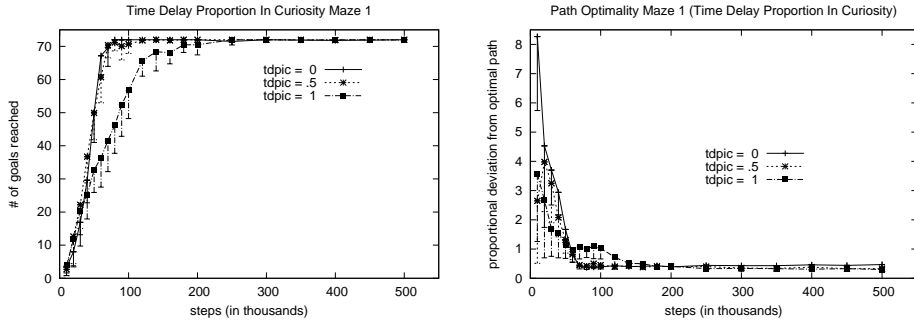 Time Delay Proportion In Curiosity Maze 1
# of goals reached
80
70
60
50
40
30
20
10
0
tdpic = 0
tdpic = .5
tdpic = 1
0 100 200 300 400 500
steps (in thousands)
Path Optimality Maze 1 (Time Delay Proportion In Curiosity)
proportional deviation from optimal path
8
7
6
5
4
3
2
1
0
tdpic = 0
tdpic = .5
tdpic = 1
0 100 200 300 400 500
steps (in thousands)